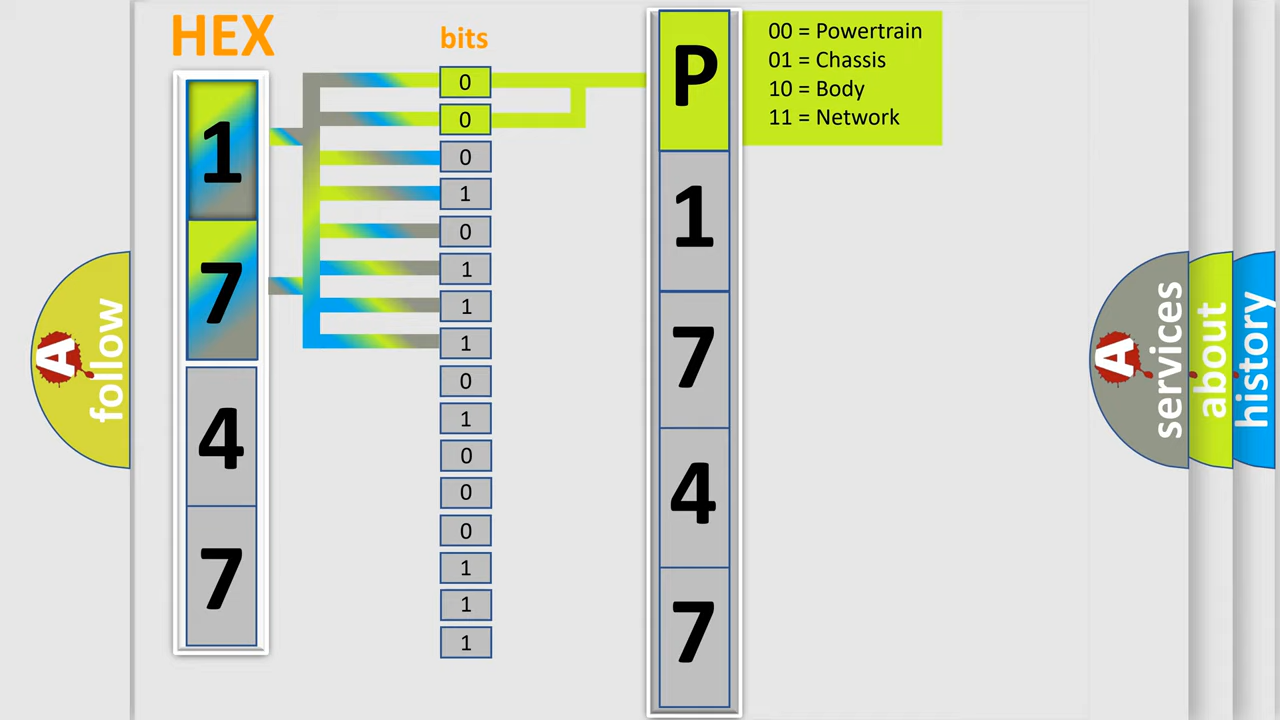 HEX
bits
1
7
4
7
0
0
0
1
0
1
1
1
0
1
0
0
0
1
1
1
P
1
7
4
7
00 = Powertrain
01 = Chassis
10 = Body
11 = Network
A
follow
A
services
about
history